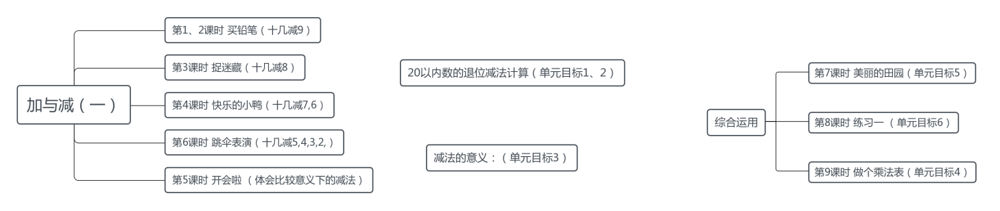 加与减（一）
第1、2课时 买铅笔（十几减9）
第3课时 捉迷藏（十几减8）
第4课时 快乐的小鸭（十几减7,6）
第6课时 跳伞表演（十几减5,4,3,2,）
第5课时 开会啦 （体会比较意义下的减法）
20以内数的退位减法计算（单元目标1、2）
减法的意义：（单元目标3）
综合运用
第7课时 美丽的田园（单元目标5）
第8课时 练习一 （单元目标6）
第9课时 做个乘法表（单元目标4）